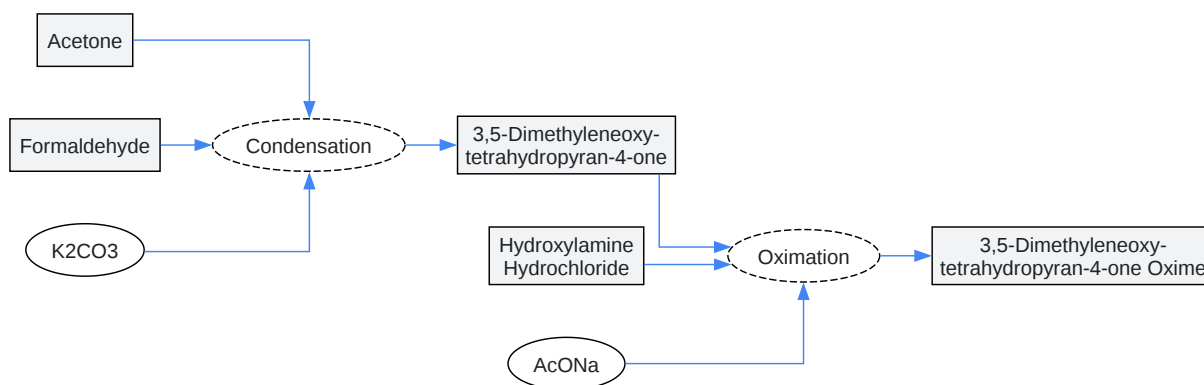 Acetone
Formaldehyde
Condensation
3,5-Dimethyleneoxy-
tetrahydropyran-4-one
K2CO3
Hydroxylamine
Hydrochloride
Oximation
3,5-Dimethyleneoxy-
tetrahydropyran-4-one Oxime
AcONa